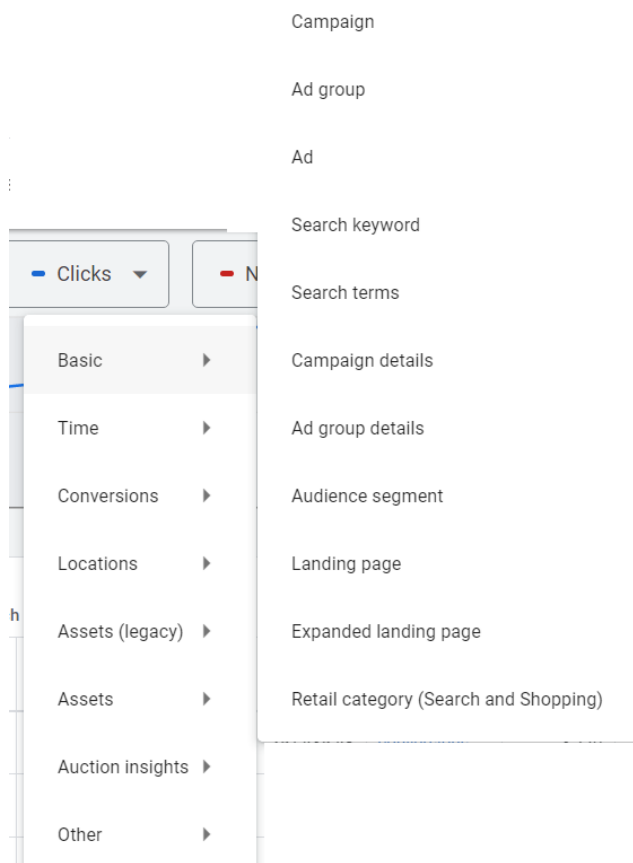 Campaign
Ad group
Ad
Search keyword
Search terms
Campaign details
Ad group details
Audience segment
Landing page
Expanded landing page
Retail category (Search and Shopping)
Clicks
N
Basic
Time
Conversions
Locations
h
Assets (legacy)
Assets
Auction insights
Other